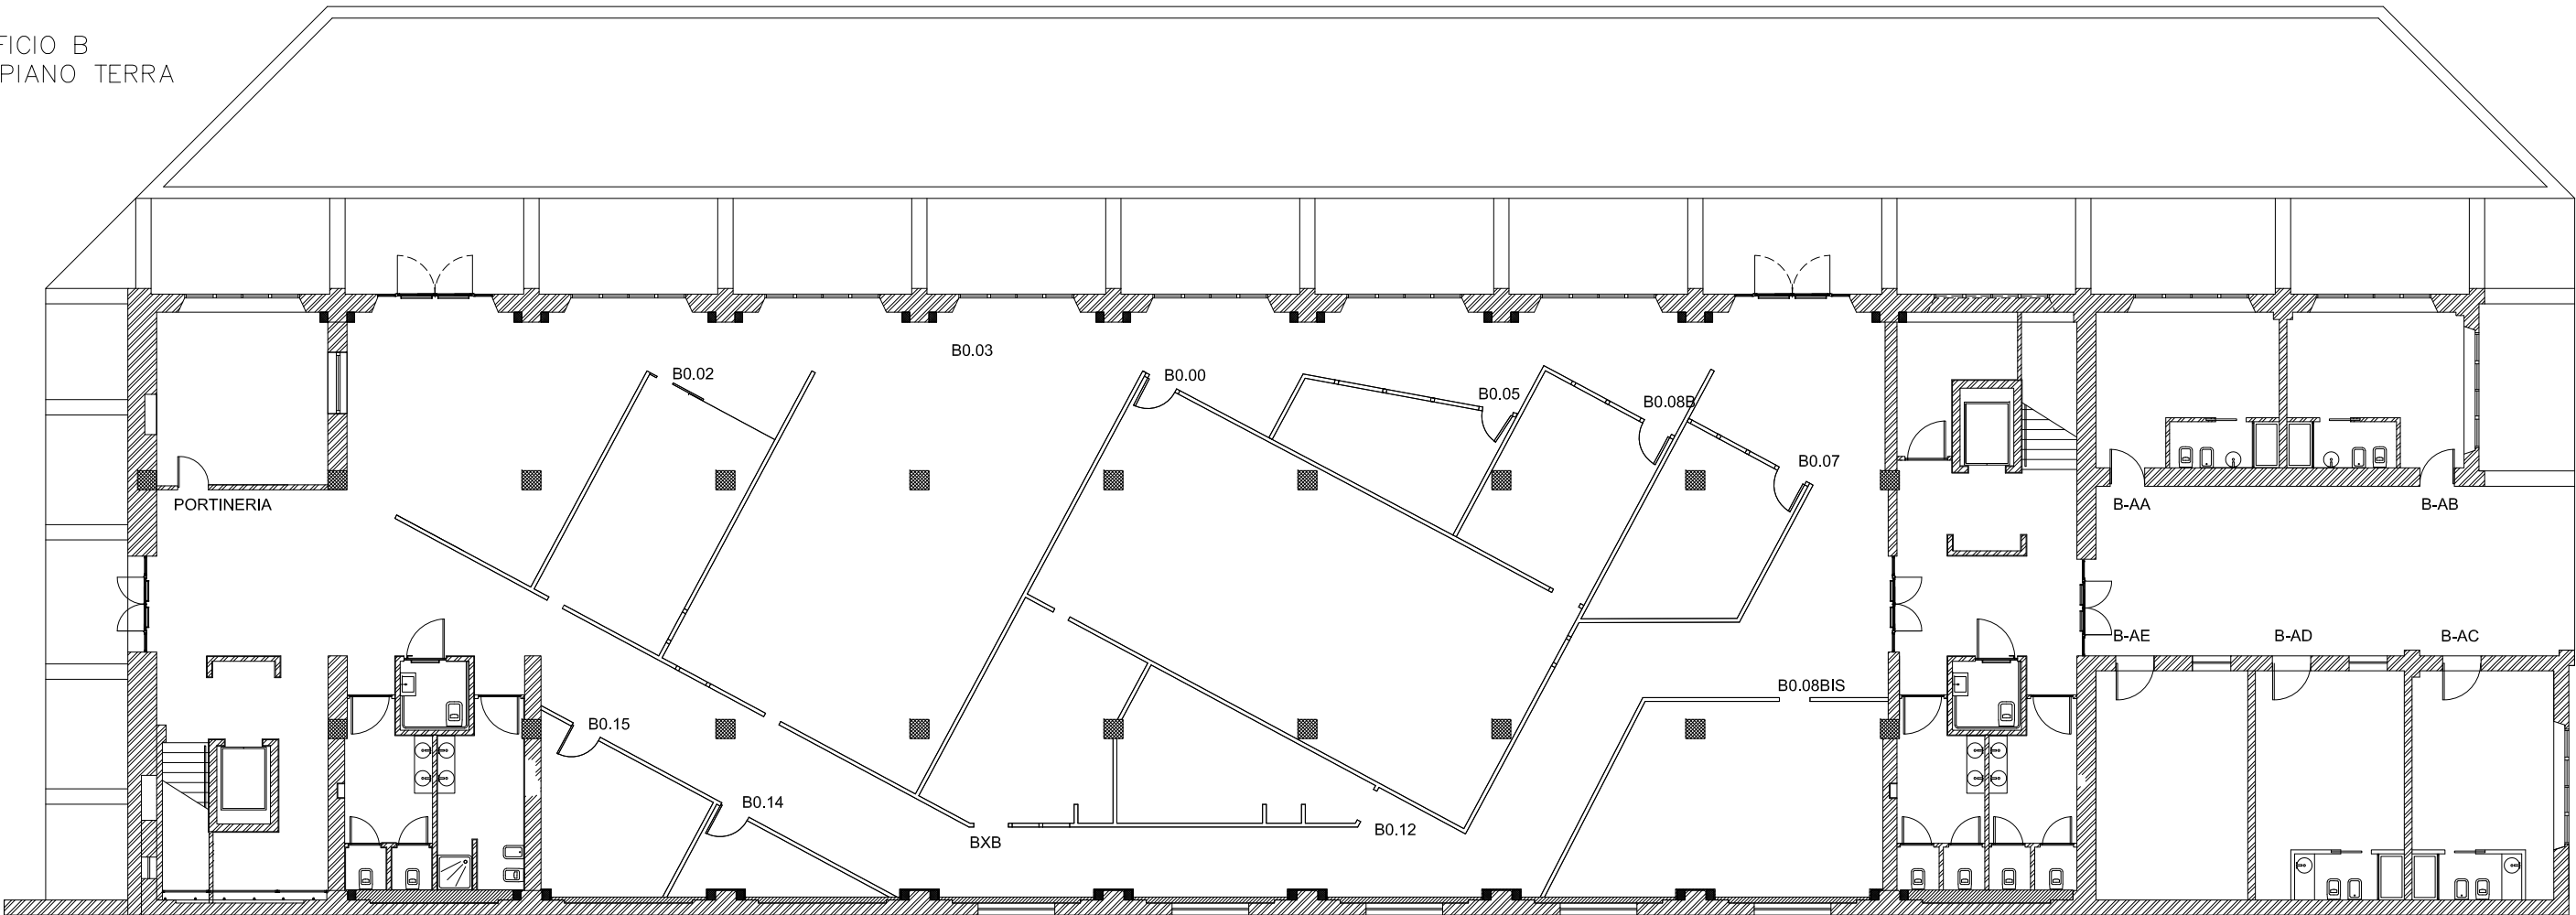 FICIO B
PIANO TERRA
B0.03
B0.02
B0.00
B0.05
B0.08B
B0.07
PORTINERIA
B-AA
B-AB
B-AE
B-AD
B-AC
B0.08BIS
B0.15
B0.14
B0.12
BXB